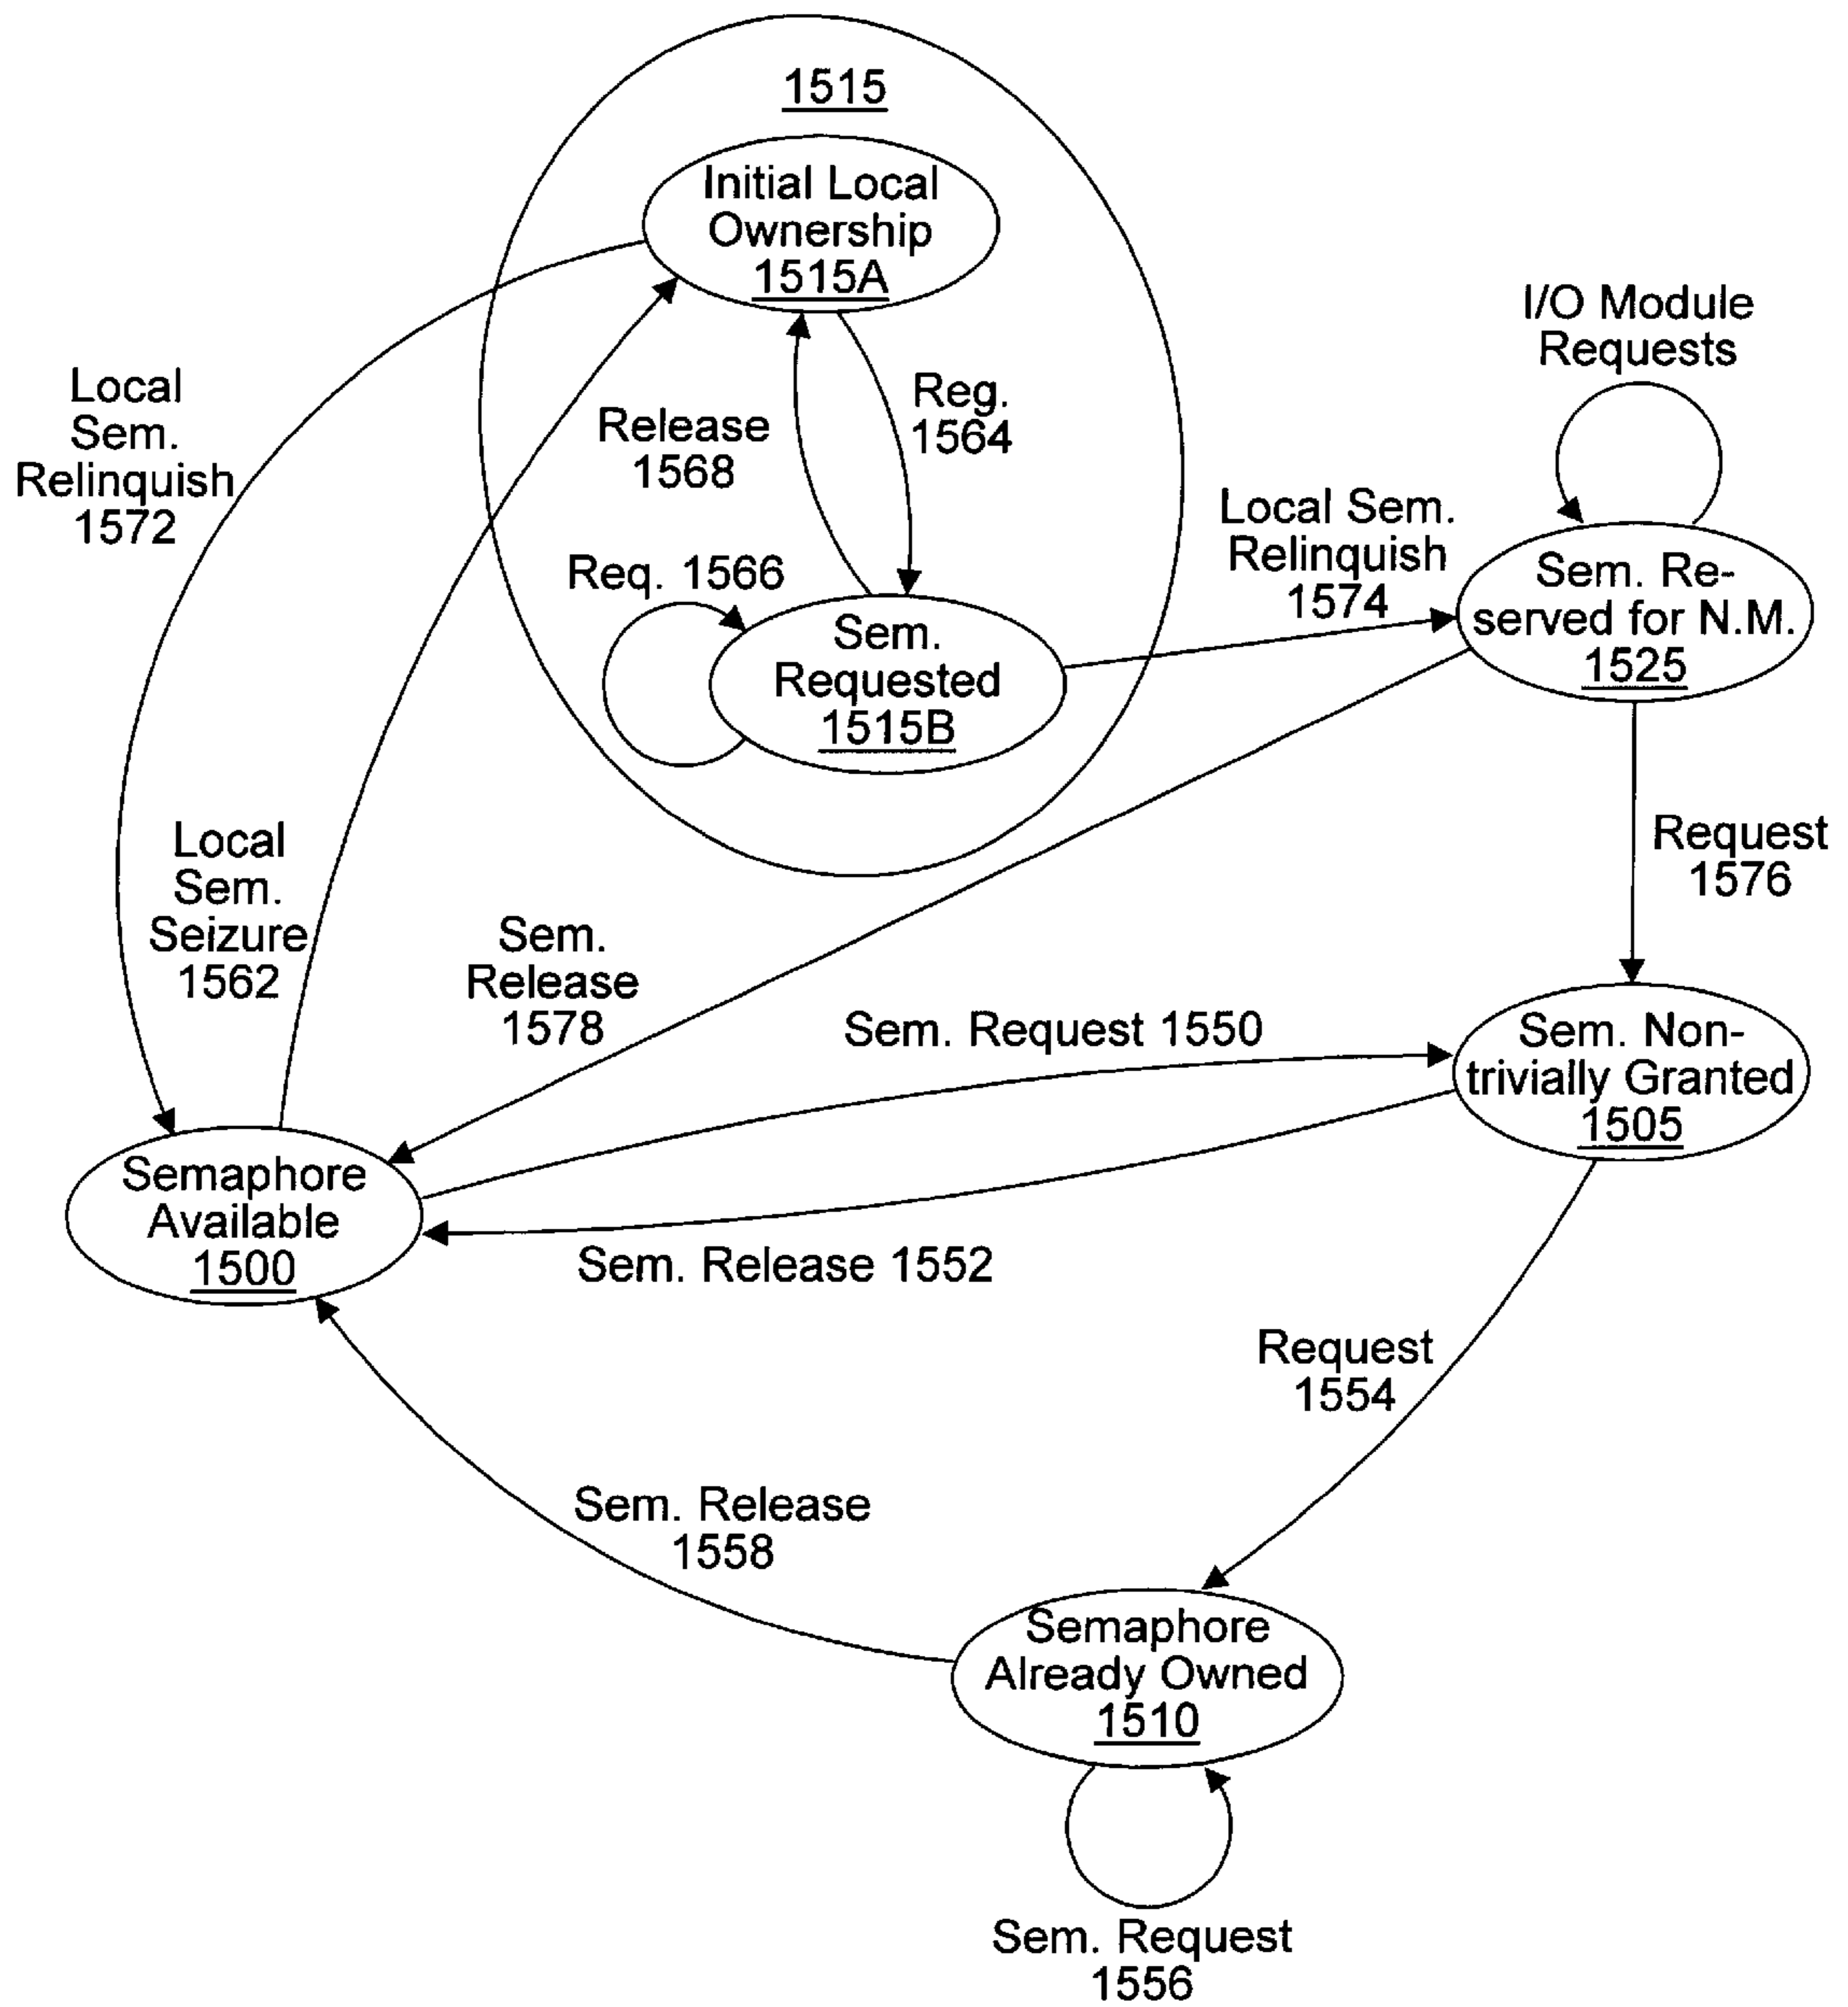 1515
Initial Local
Ownership
1515A
I/O Module
Requests
Local
Sem.
Relinquish
1572
Release
1568
Reg.
1564
Local Sem.
Relinquish
1574
Req. 1566
Sem.
Requested
1515B
Sem. Re-
served for N.M.
1525
Request
1576
Local
Sem.
Seizure
1562
Sem.
Release
1578
Sem. Request 1550
Sem. Non-
trivially Granted
1505
Semaphore
Available
1500
Sem. Release 1552
Request
1554
Sem. Release
1558
Semaphore
Already Owned
1510
Sem. Request
1556